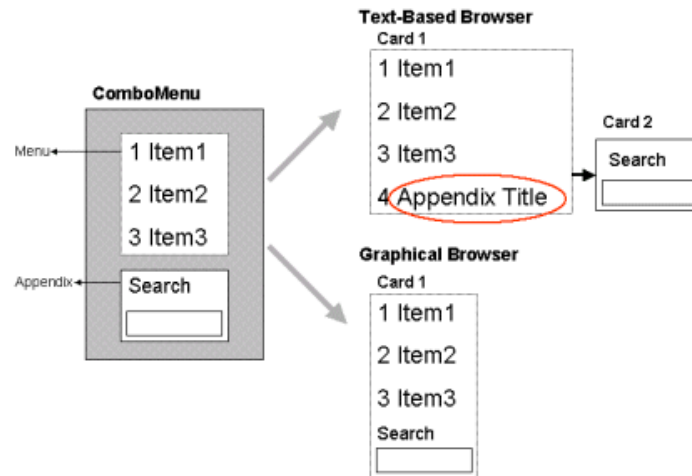 ComboMenu
Menu
1 Item1
2 Item2
3 Item3
Appendix
Search
Text-Based Browser
Card 1
1 Item1
2 Item2
3 Item3
4 Appendix Title
Card 2
Search
Graphical Browser
Card 1
1 Item1
2 Item2
3 Item3
Search